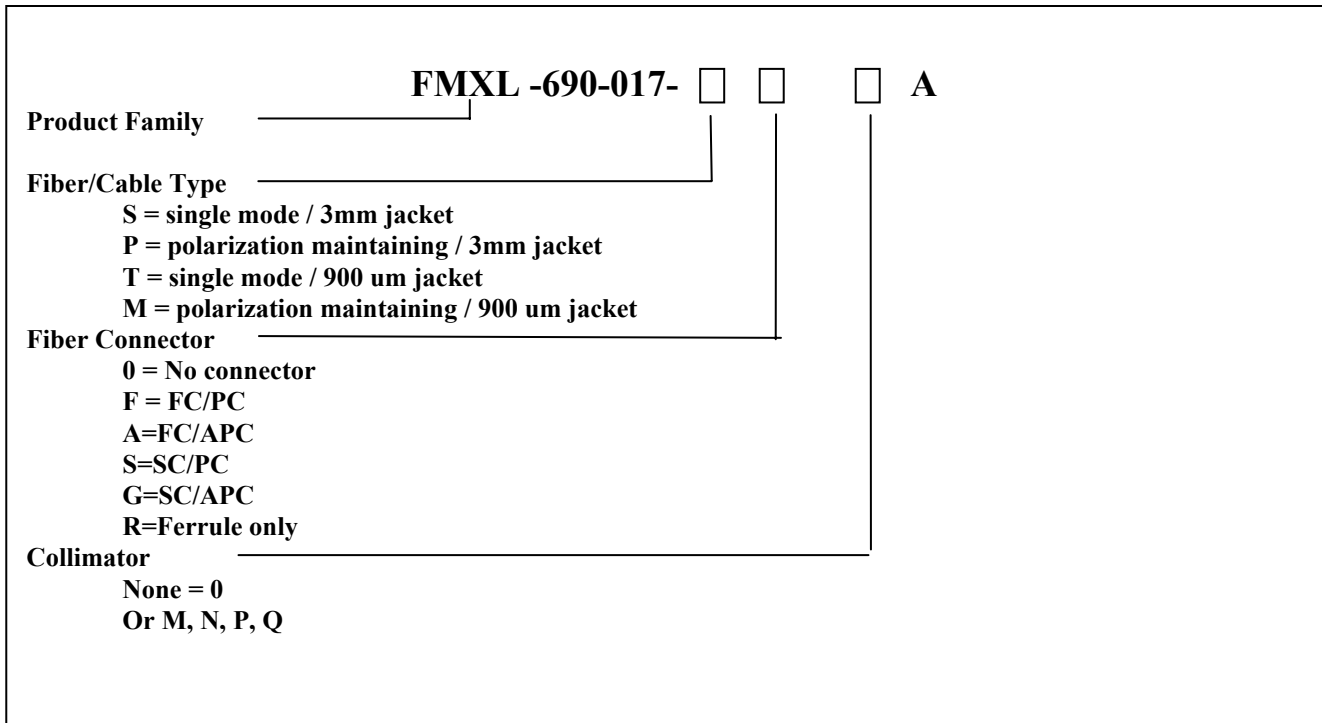 FMXL -690-017- □ □ □ A
Product Family
Fiber/Cable Type
S = single mode / 3mm jacket
P = polarization maintaining / 3mm jacket
T = single mode / 900 um jacket
M = polarization maintaining / 900 um jacket
Fiber Connector
0 = No connector
F = FC/PC
A=FC/APC
S=SC/PC
G=SC/APC
R=Ferrule only
Collimator
None = 0
Or M, N, P, Q